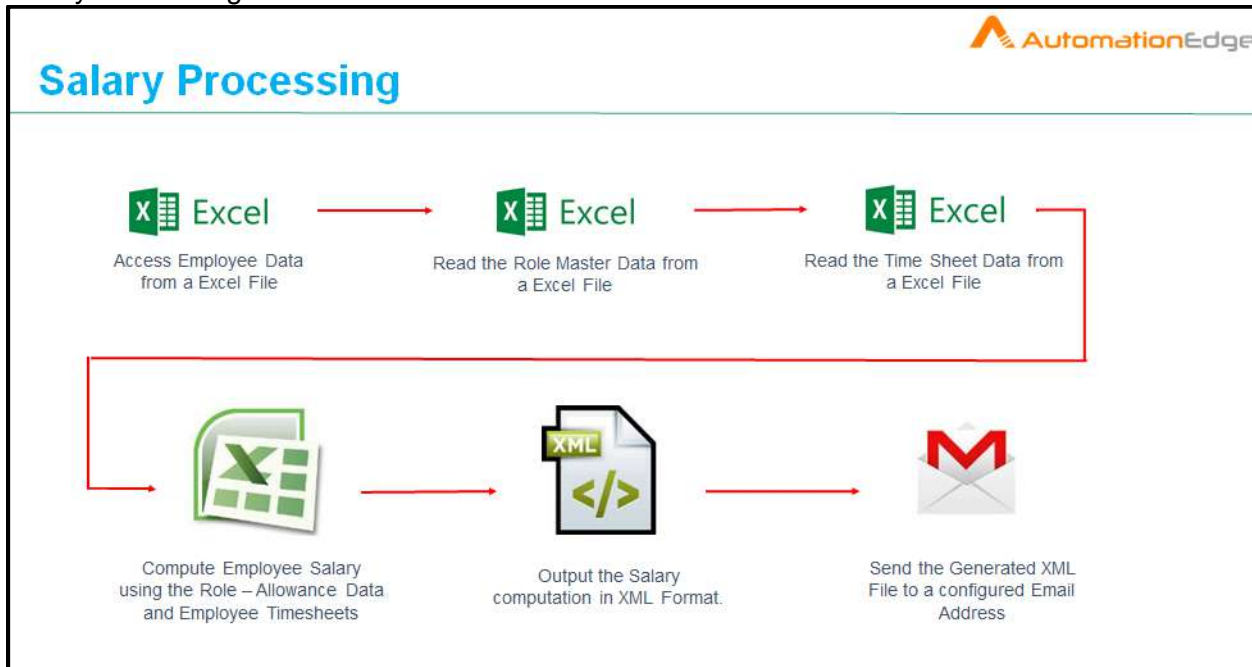 AutomationEdge
Salary Processing
Excel
Excel
Excel
Access Employee Data
from a Excel File
Read the Role Master Data from
a Excel File
Read the Time Sheet Data from
a Excel File
XML
</>
Compute Employee Salary
using the Role – Allowance Data
and Employee Timesheets
Output the Salary
computation in XML Format.
Send the Generated XML
File to a configured Email
Address